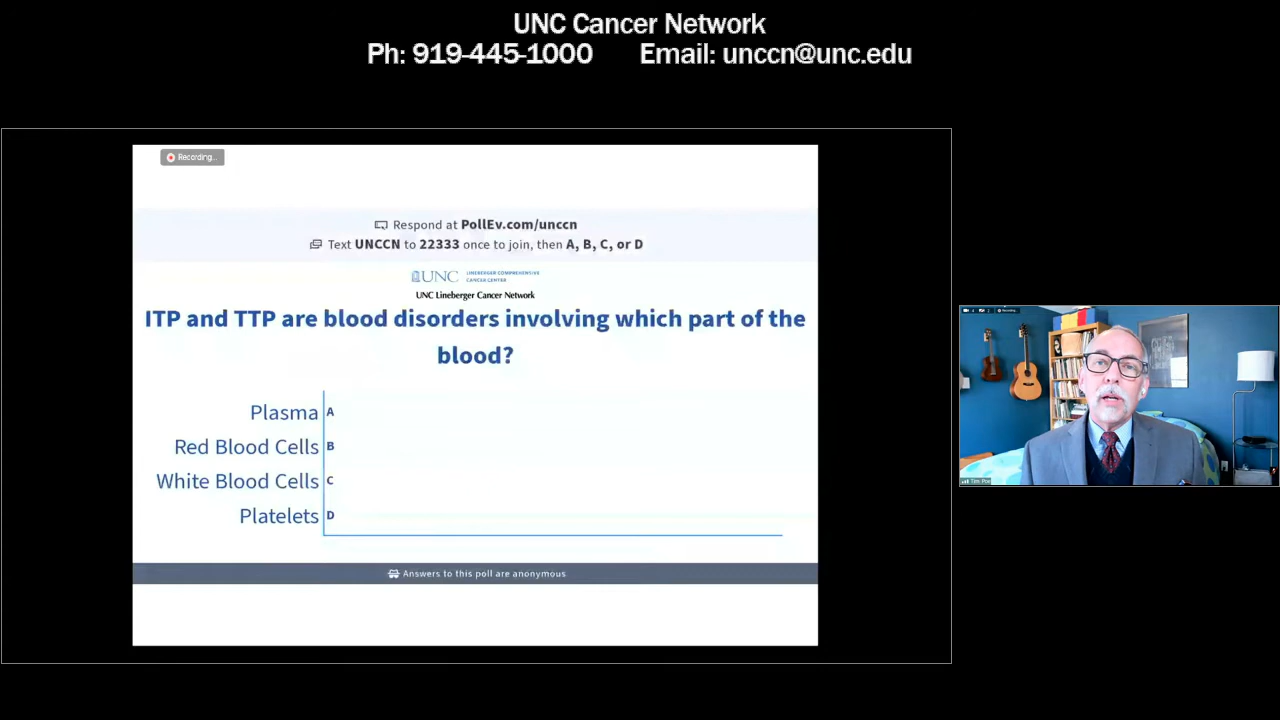 UNC Cancer Network
Ph: 919-445-1000 Email: unccn@unc.edu
Recording...
Respond at PollEv.com/unccn
Text UNCCN to 22333 once to join, then A, B, C, or D
UNC LINEBERGER COMPREHENSIVE
CANCER CENTER
UNC Lineberger Cancer Network
ITP and TTP are blood disorders involving which part of the
blood?
Plasma A
Red Blood Cells B
White Blood Cells C
Platelets D
Answers to this poll are anonymous
Recording...